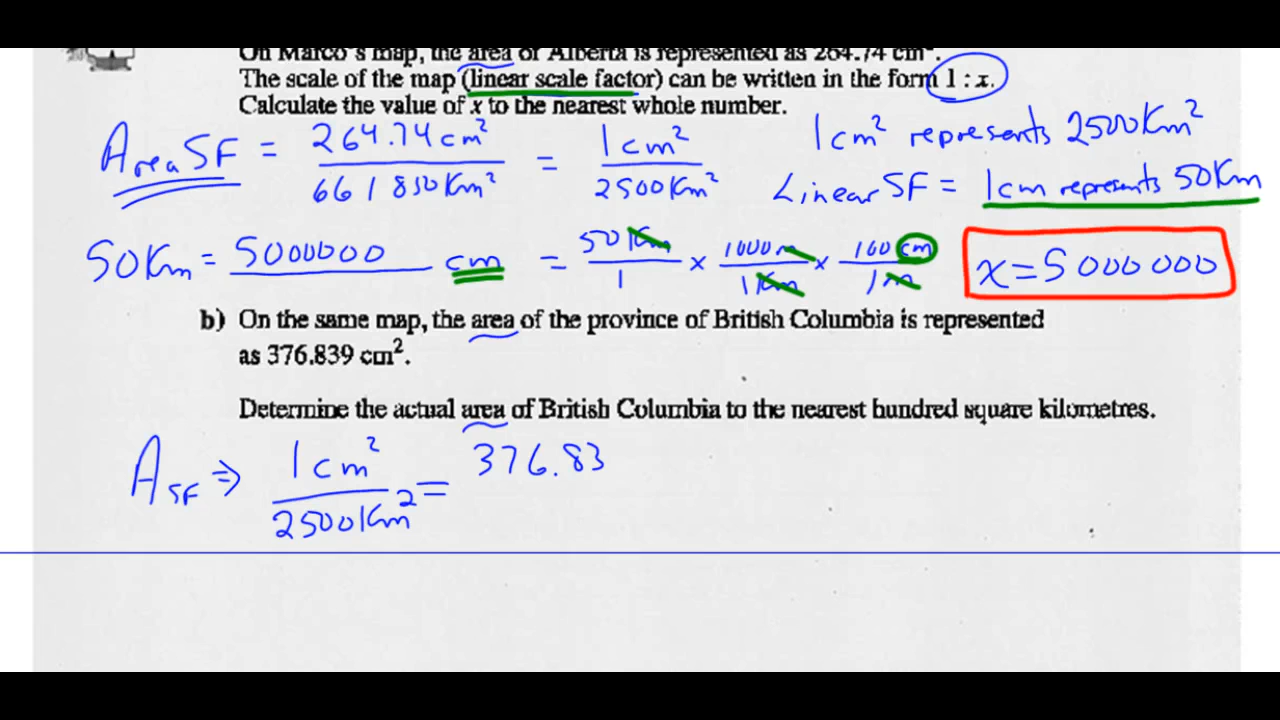 On Marco's map, the area of Alberta is represented as 264.74 cm².
The scale of the map (linear scale factor) can be written in the form 1 : x.
Calculate the value of x to the nearest whole number.
Area SF = 264.74 cm² / 661 850 Km² = 1 cm² / 2500 Km²
1 cm² represents 2500 Km²
Linear SF = 1 cm represents 50 Km
50 Km = 5000000 cm = 50 Km / 1 × 1000 m / 1 Km × 100 cm / 1 m
x = 5 000 000
b) On the same map, the area of the province of British Columbia is represented
as 376.839 cm².
Determine the actual area of British Columbia to the nearest hundred square kilometres.
A SF ⇒ 1 cm² / 2500 Km² = 376.83